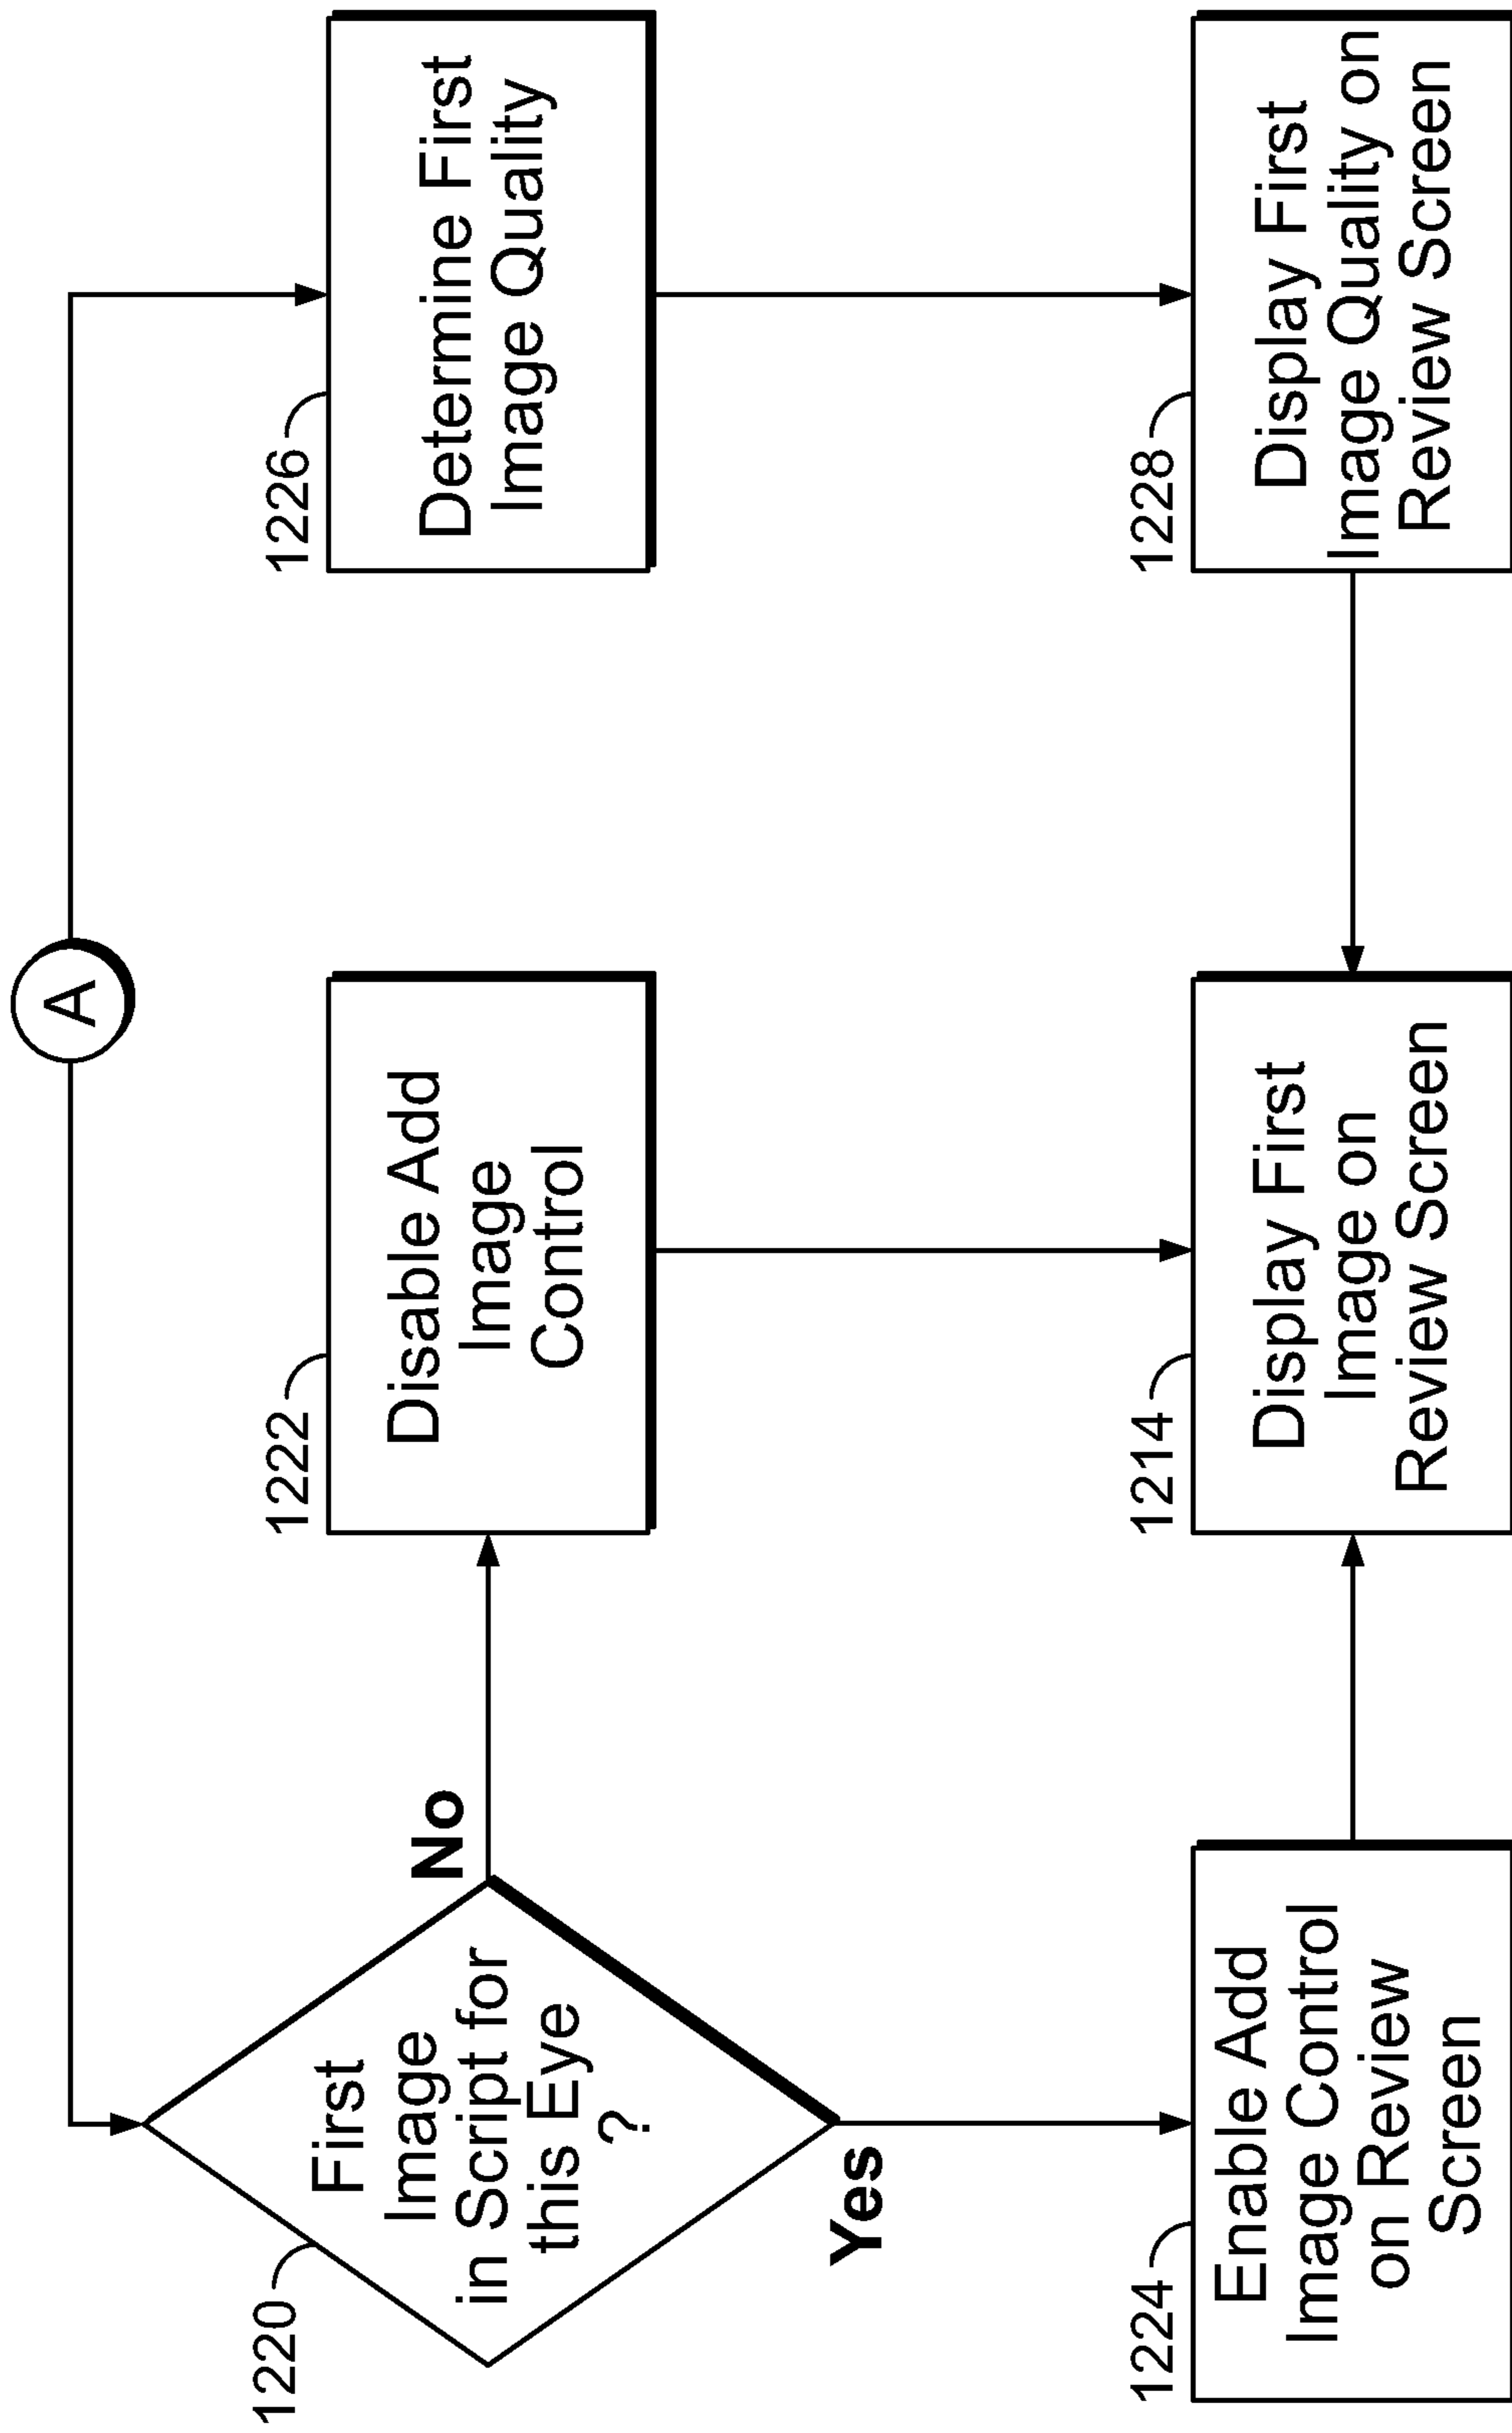 A
1220
First
Image
in Script for
this Eye
?
No
Yes
1222
Disable Add
Image
Control
1226
Determine First
Image Quality
1224
Enable Add
Image Control
on Review
Screen
1214
Display First
Image on
Review Screen
1228
Display First
Image Quality on
Review Screen